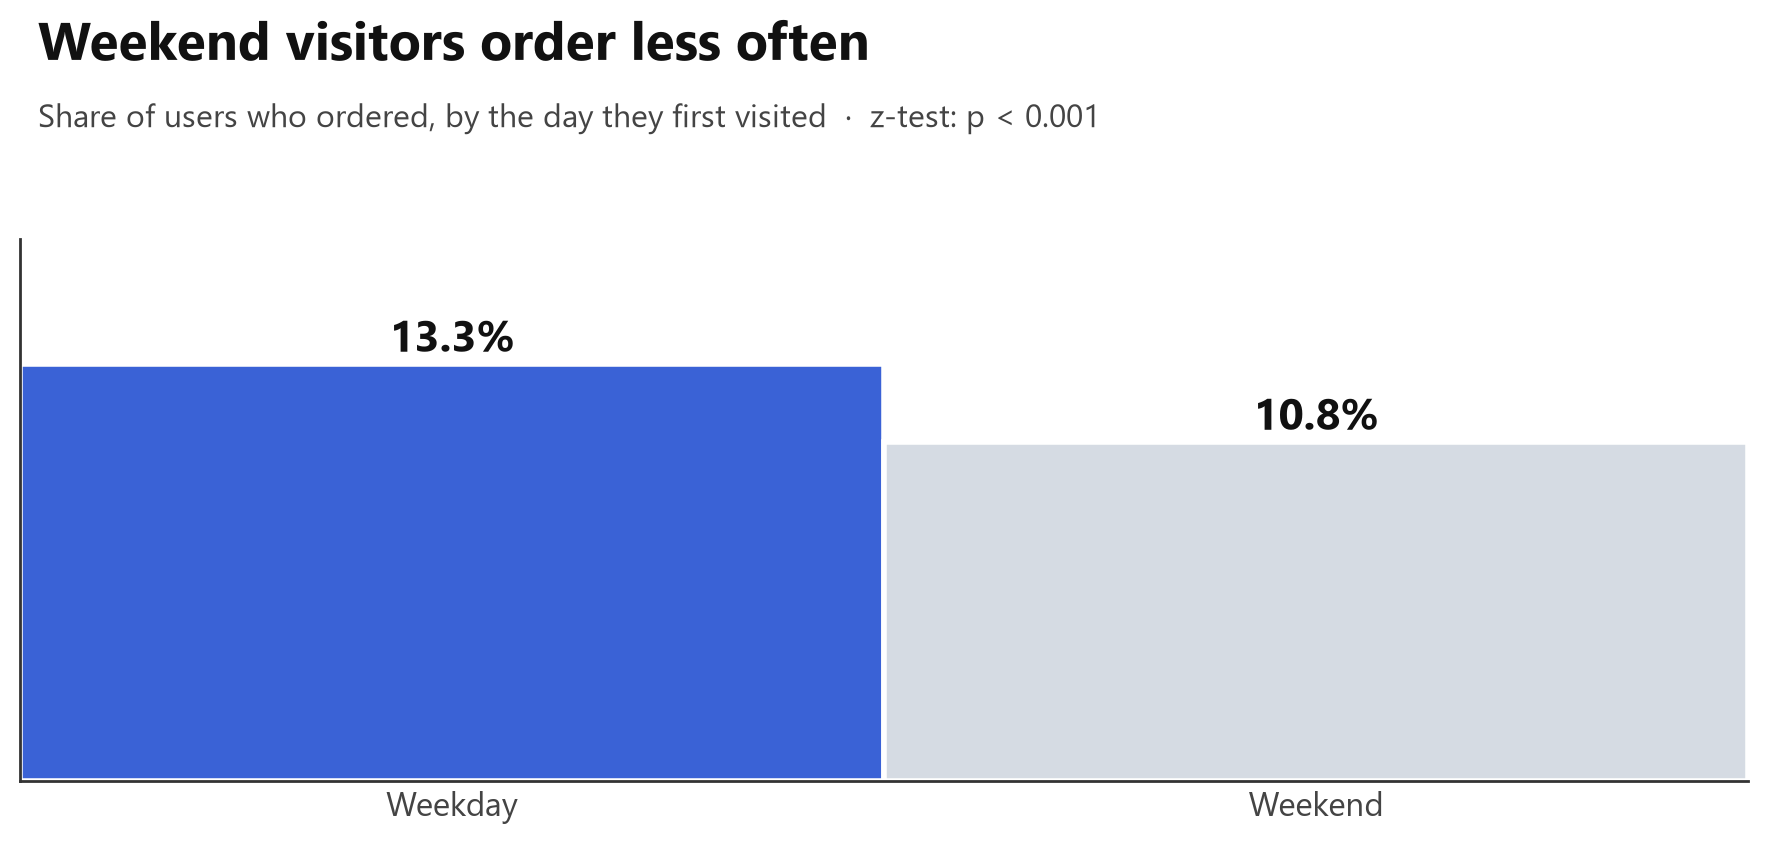 Weekend visitors order less often
Share of users who ordered, by the day they first visited · z-test: p < 0.001
13.3%
10.8%
Weekday
Weekend